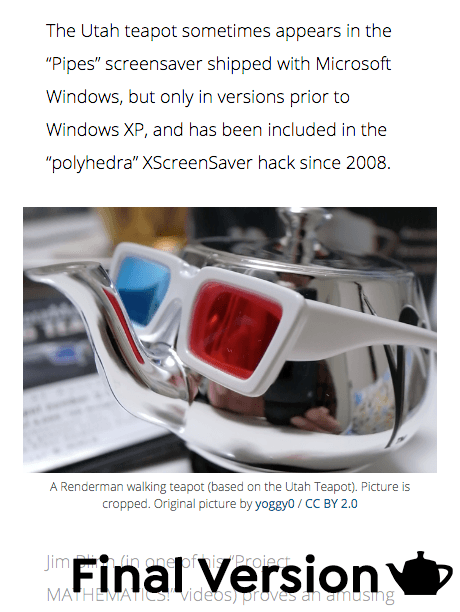 The Utah teapot sometimes appears in the
“Pipes” screensaver shipped with Microsoft
Windows, but only in versions prior to
Windows XP, and has been included in the
“polyhedra” XScreenSaver hack since 2008.
A Renderman walking teapot (based on the Utah Teapot). Picture is
cropped. Original picture by yoggy0 / CC BY 2.0
Jim Blinn (in one of his “Project
MATHEMATICS!” videos) proves an amusing
Final Version